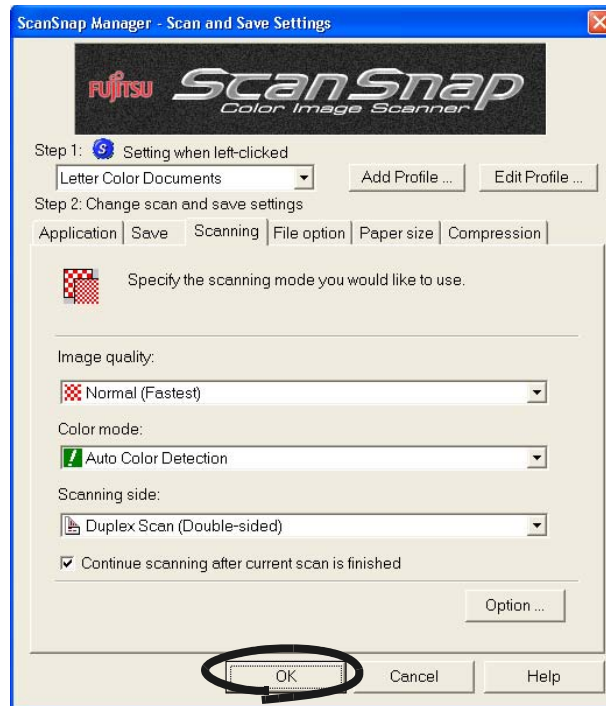 ScanSnap Manager - Scan and Save Settings
FUJITSU ScanSnap
Color Image Scanner
Step 1: S Setting when left-clicked
Letter Color Documents Add Profile ... Edit Profile ...
Step 2: Change scan and save settings
Application Save Scanning File option Paper size Compression
Specify the scanning mode you would like to use.
Image quality:
Normal (Fastest)
Color mode:
Auto Color Detection
Scanning side:
Duplex Scan (Double-sided)
Continue scanning after current scan is finished
Option ...
OK Cancel Help